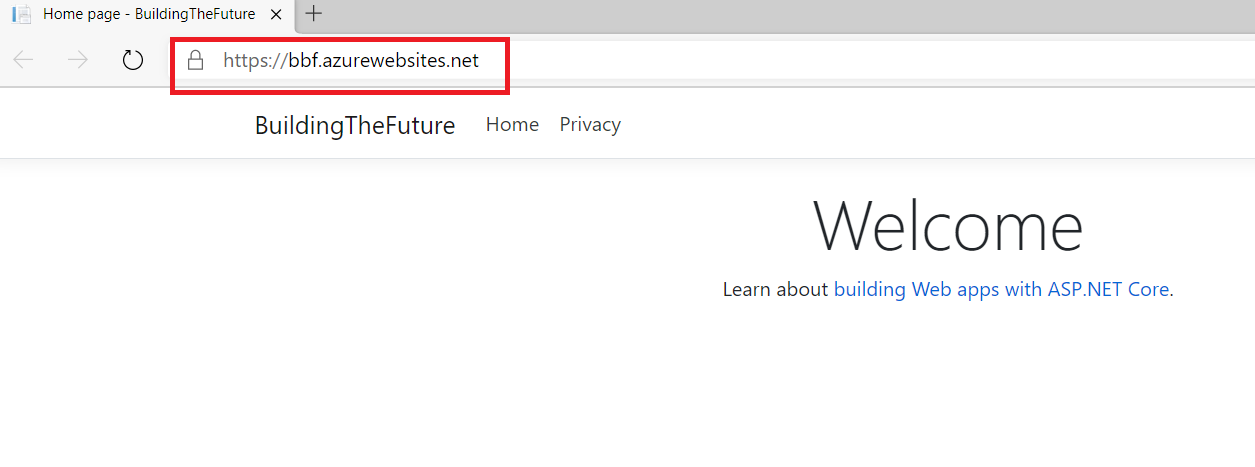 Home page - BuildingTheFuture
https://bbf.azurewebsites.net
BuildingTheFuture Home Privacy
Welcome
Learn about building Web apps with ASP.NET Core.